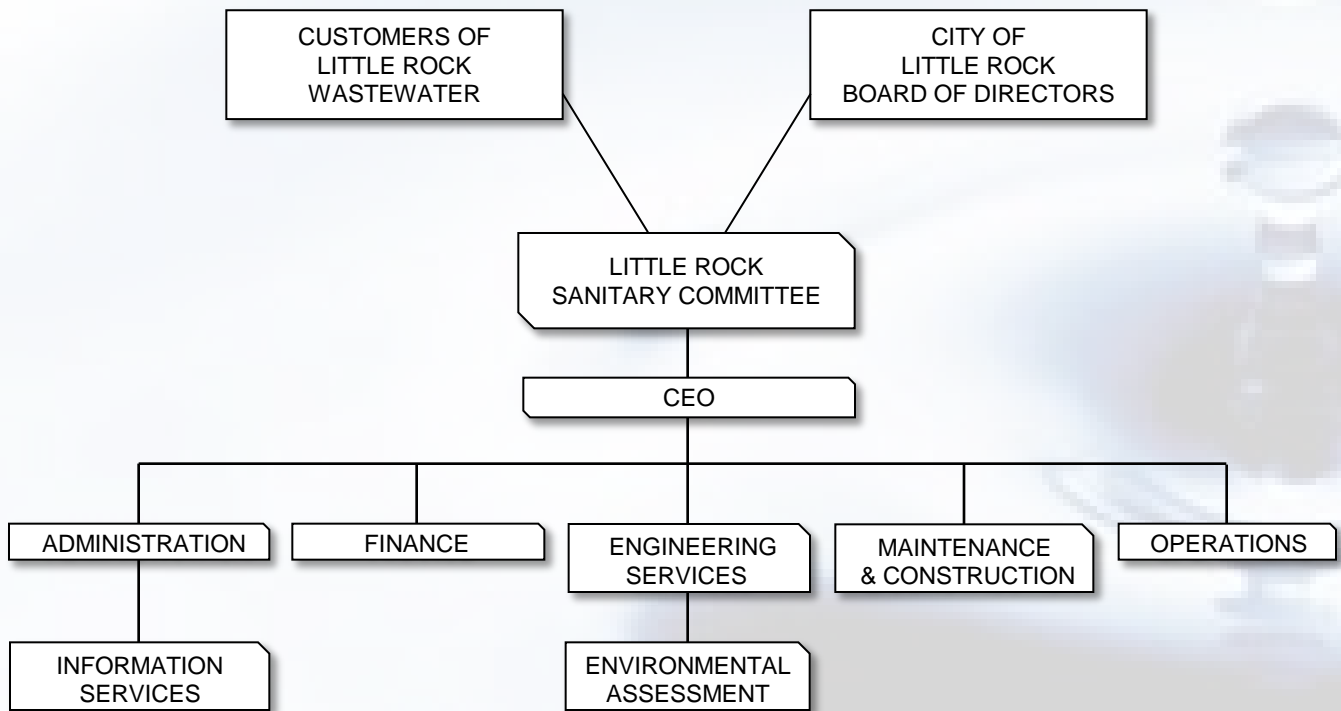 CUSTOMERS OF
LITTLE ROCK
WASTEWATER
CITY OF
LITTLE ROCK
BOARD OF DIRECTORS
LITTLE ROCK
SANITARY COMMITTEE
CEO
ADMINISTRATION
FINANCE
ENGINEERING
SERVICES
MAINTENANCE
& CONSTRUCTION
OPERATIONS
INFORMATION
SERVICES
ENVIRONMENTAL
ASSESSMENT